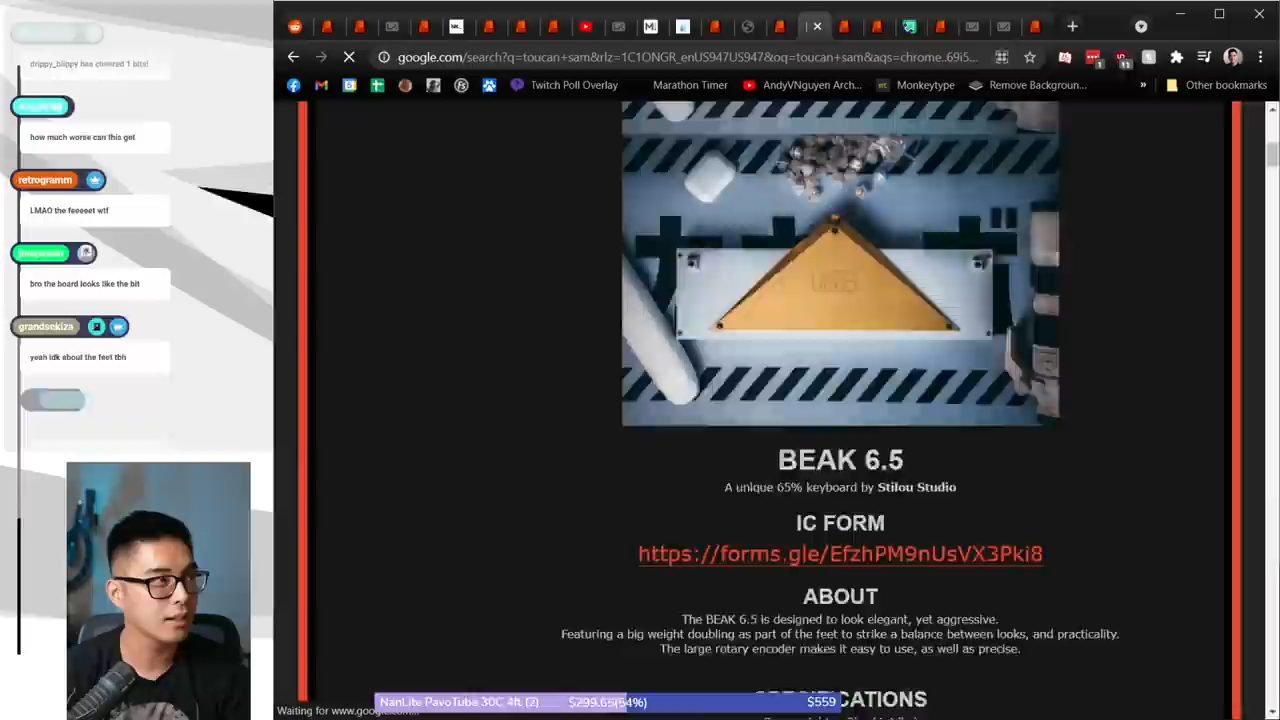 google.com/search?q=toucan+sam&rlz=1C1ONGR_enUS947US947&oq=toucan+sam&aqs=chrome..69i5...
Twitch Poll Overlay
Marathon Timer
AndyVNguyen Arch...
Monkeytype
Remove Backgroun...
»
Other bookmarks
drippy_blippy has cheered 1 bits!
how much worse can this get
retrogramm
LMAO the feeeeet wtf
bro the board looks like the bit
grandsekiza
yeah idk about the feet tbh
BEAK 6.5
A unique 65% keyboard by Stilou Studio
IC FORM
https://forms.gle/EfzhPM9nUsVX3Pki8
ABOUT
The BEAK 6.5 is designed to look elegant, yet aggressive.
Featuring a big weight doubling as part of the feet to strike a balance between looks, and practicality.
The large rotary encoder makes it easy to use, as well as precise.
SPECIFICATIONS
NanLite PavoTube 30C 4ft (2) $299.65(54%) $559
Waiting for www.google.com...